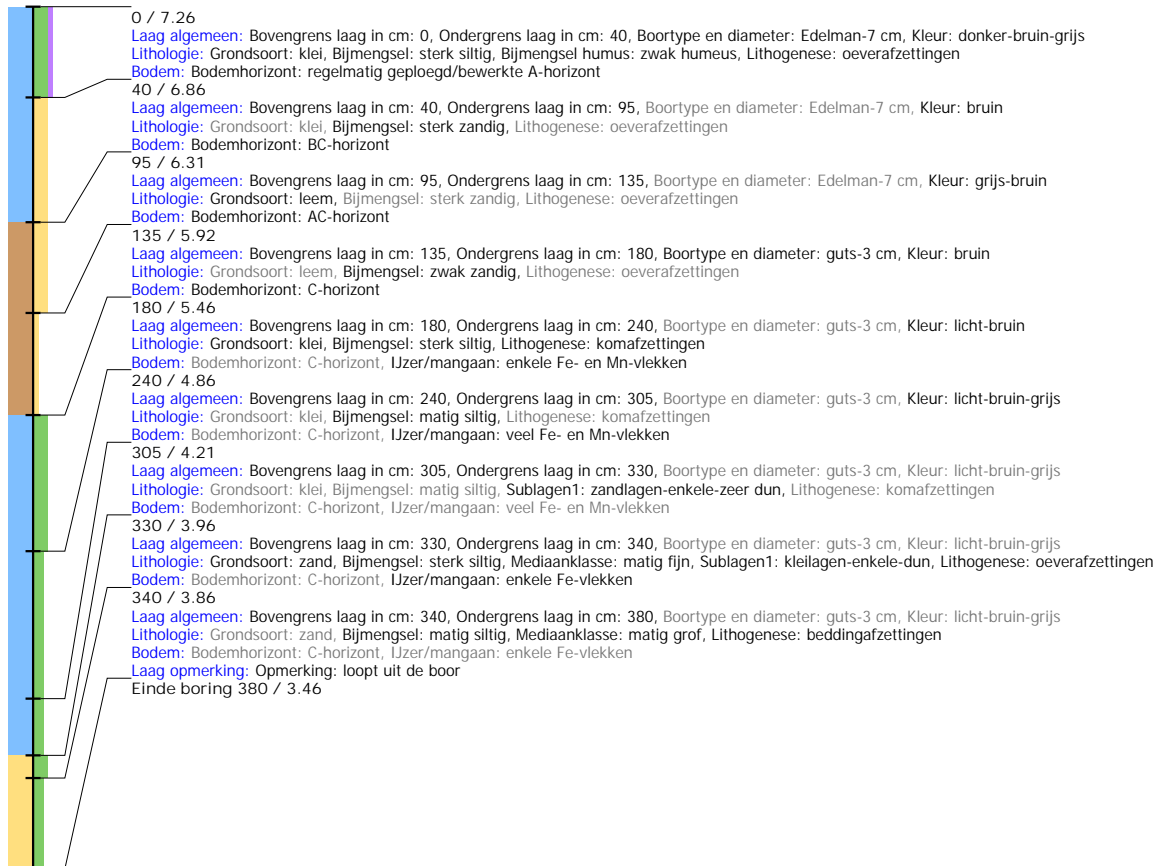 0 / 7.26
Laag algemeen: Bovengrens laag in cm: 0, Ondergrens laag in cm: 40, Boortype en diameter: Edelman-7 cm, Kleur: donker-bruin-grijs
Lithologie: Grondsoort: klei, Bijmengsel: sterk siltig, Bijmengsel humus: zwak humeus, Lithogenese: oeverafzettingen
Bodem: Bodemhorizont: regelmatig geploegd/bewerkte A-horizont
40 / 6.86
Laag algemeen: Bovengrens laag in cm: 40, Ondergrens laag in cm: 95, Boortype en diameter: Edelman-7 cm, Kleur: bruin
Lithologie: Grondsoort: klei, Bijmengsel: sterk zandig, Lithogenese: oeverafzettingen
Bodem: Bodemhorizont: BC-horizont
95 / 6.31
Laag algemeen: Bovengrens laag in cm: 95, Ondergrens laag in cm: 135, Boortype en diameter: Edelman-7 cm, Kleur: grijs-bruin
Lithologie: Grondsoort: leem, Bijmengsel: sterk zandig, Lithogenese: oeverafzettingen
Bodem: Bodemhorizont: AC-horizont
135 / 5.92
Laag algemeen: Bovengrens laag in cm: 135, Ondergrens laag in cm: 180, Boortype en diameter: guts-3 cm, Kleur: bruin
Lithologie: Grondsoort: leem, Bijmengsel: zwak zandig, Lithogenese: oeverafzettingen
Bodem: Bodemhorizont: C-horizont
180 / 5.46
Laag algemeen: Bovengrens laag in cm: 180, Ondergrens laag in cm: 240, Boortype en diameter: guts-3 cm, Kleur: licht-bruin
Lithologie: Grondsoort: klei, Bijmengsel: sterk siltig, Lithogenese: komafzettingen
Bodem: Bodemhorizont: C-horizont, IJzer/mangaan: enkele Fe- en Mn-vlekken
240 / 4.86
Laag algemeen: Bovengrens laag in cm: 240, Ondergrens laag in cm: 305, Boortype en diameter: guts-3 cm, Kleur: licht-bruin-grijs
Lithologie: Grondsoort: klei, Bijmengsel: matig siltig, Lithogenese: komafzettingen
Bodem: Bodemhorizont: C-horizont, IJzer/mangaan: veel Fe- en Mn-vlekken
305 / 4.21
Laag algemeen: Bovengrens laag in cm: 305, Ondergrens laag in cm: 330, Boortype en diameter: guts-3 cm, Kleur: licht-bruin-grijs
Lithologie: Grondsoort: klei, Bijmengsel: matig siltig, Sublagen1: zandlagen-enkele-zeer dun, Lithogenese: komafzettingen
Bodem: Bodemhorizont: C-horizont, IJzer/mangaan: veel Fe- en Mn-vlekken
330 / 3.96
Laag algemeen: Bovengrens laag in cm: 330, Ondergrens laag in cm: 340, Boortype en diameter: guts-3 cm, Kleur: licht-bruin-grijs
Lithologie: Grondsoort: zand, Bijmengsel: sterk siltig, Mediaanklasse: matig fijn, Sublagen1: kleilagen-enkele-dun, Lithogenese: oeverafzettingen
Bodem: Bodemhorizont: C-horizont, IJzer/mangaan: enkele Fe-vlekken
340 / 3.86
Laag algemeen: Bovengrens laag in cm: 340, Ondergrens laag in cm: 380, Boortype en diameter: guts-3 cm, Kleur: licht-bruin-grijs
Lithologie: Grondsoort: zand, Bijmengsel: matig siltig, Mediaanklasse: matig grof, Lithogenese: beddingafzettingen
Bodem: Bodemhorizont: C-horizont, IJzer/mangaan: enkele Fe-vlekken
Laag opmerking: Opmerking: loopt uit de boor
Einde boring 380 / 3.46